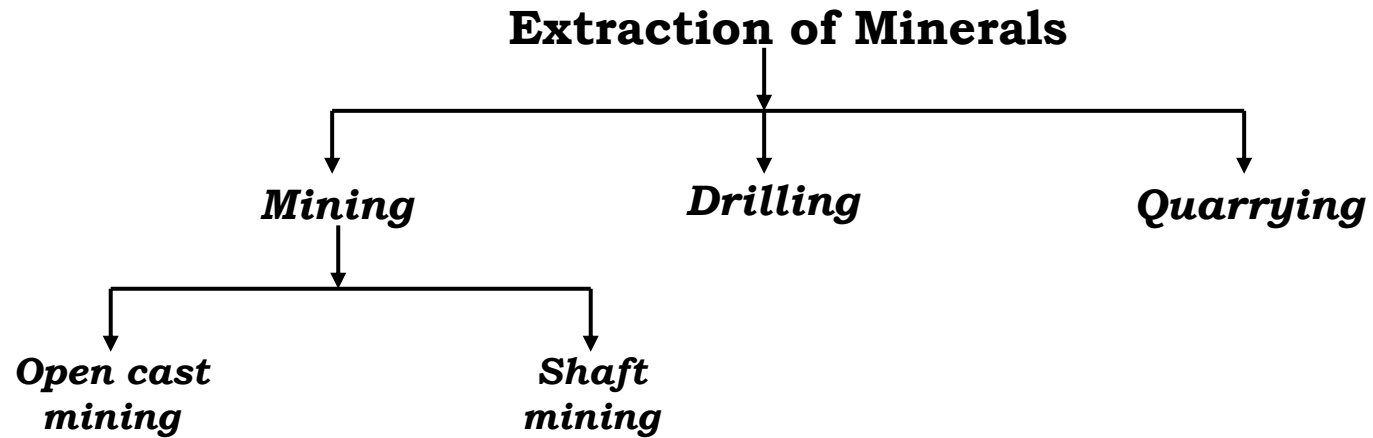 Extraction of Minerals
Mining
Drilling
Quarrying
Open cast
mining
Shaft
mining